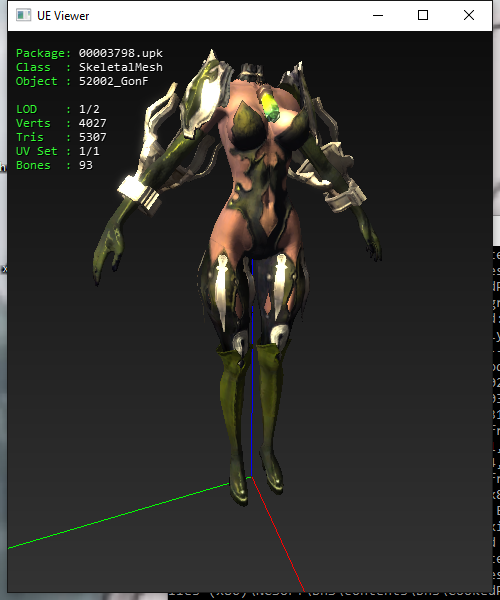 UE Viewer
Package: 00003798.upk
Class  : SkeletalMesh
Object : 52002_GonF
LOD    : 1/2
Verts  : 4027
Tris   : 5307
UV Set : 1/1
Bones  : 93